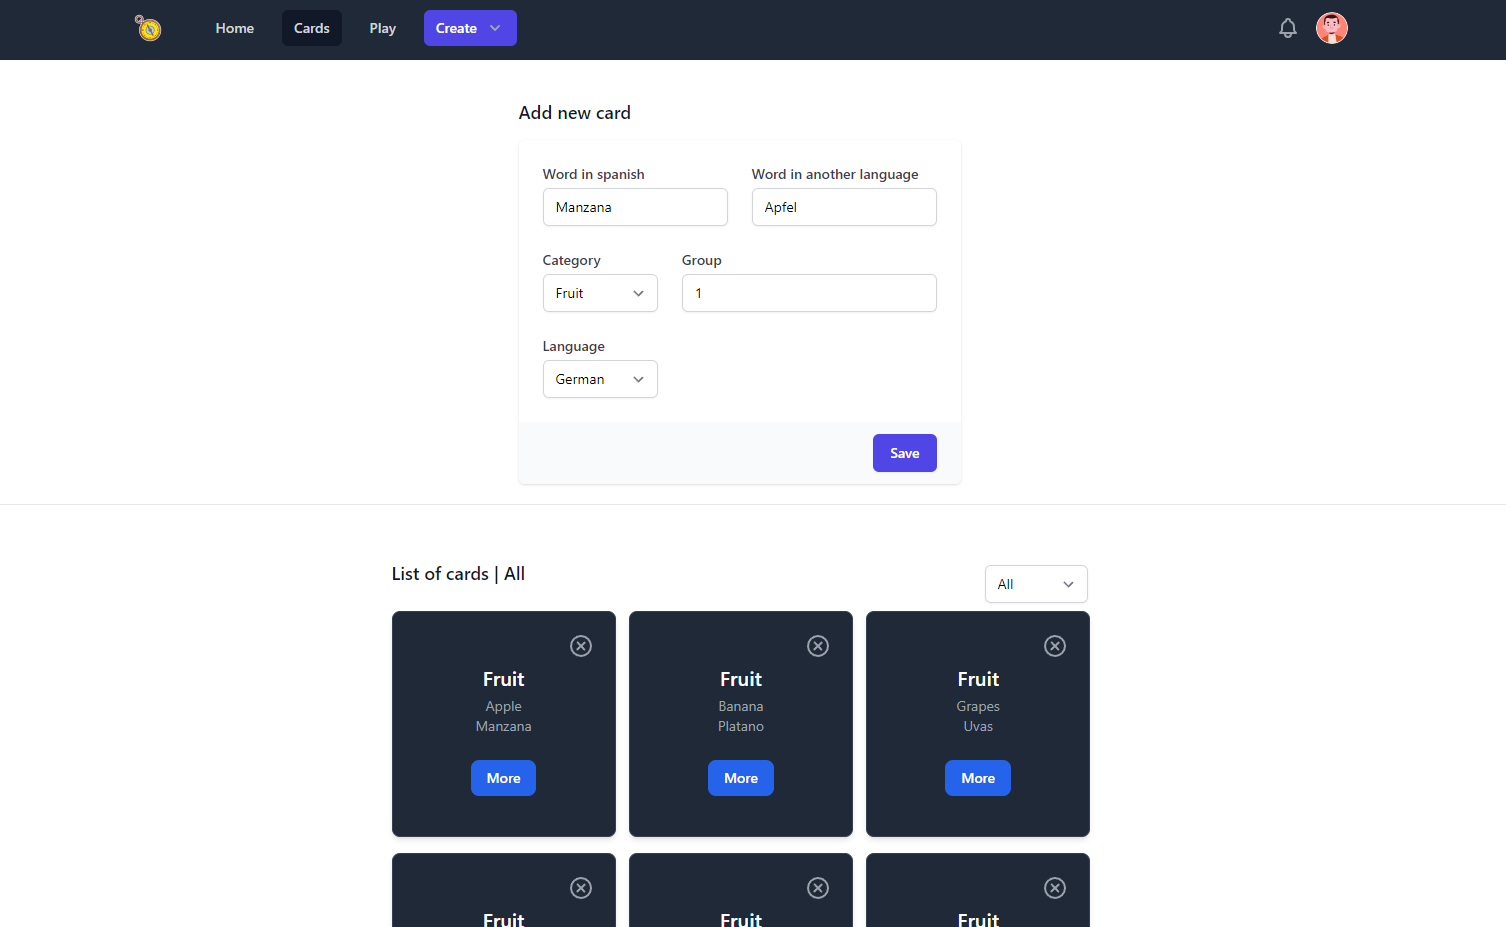 Home Cards Play Create
Add new card
Word in spanish Word in another language
Manzana Apfel
Category Group
Fruit 1
Language
German
Save
List of cards | All All
Fruit Fruit Fruit
Apple Banana Grapes
Manzana Platano Uvas
More More More
Fruit Fruit Fruit